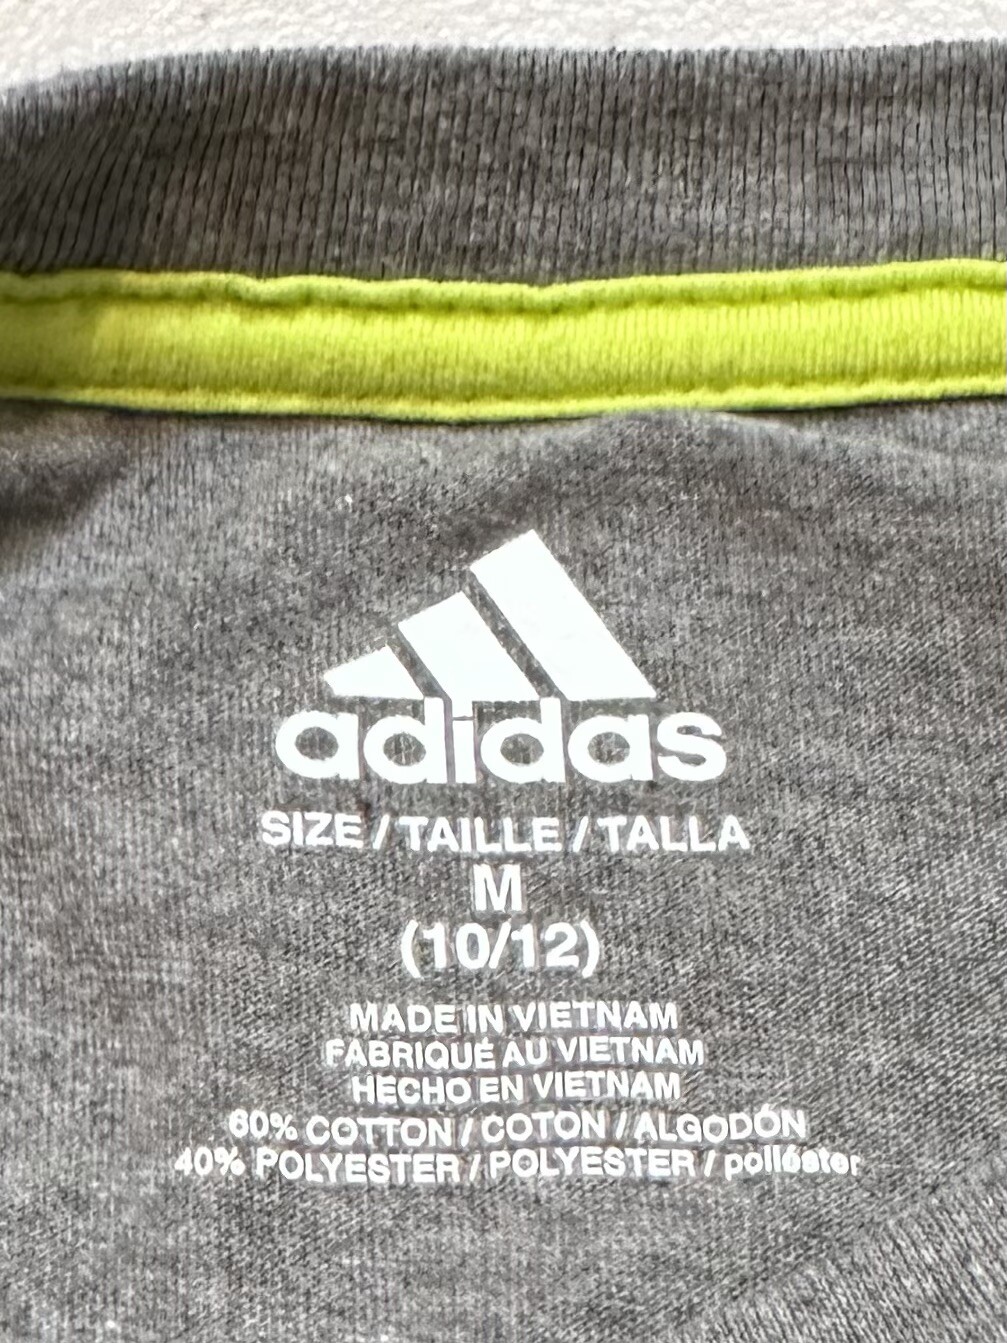 adidas
SIZE / TAILLE / TALLA
M
(10/12)
MADE IN VIETNAM
FABRIQUÉ AU VIETNAM
HECHO EN VIETNAM
60% COTTON / COTON / ALGODÓN
40% POLYESTER / POLYESTER / poliéster